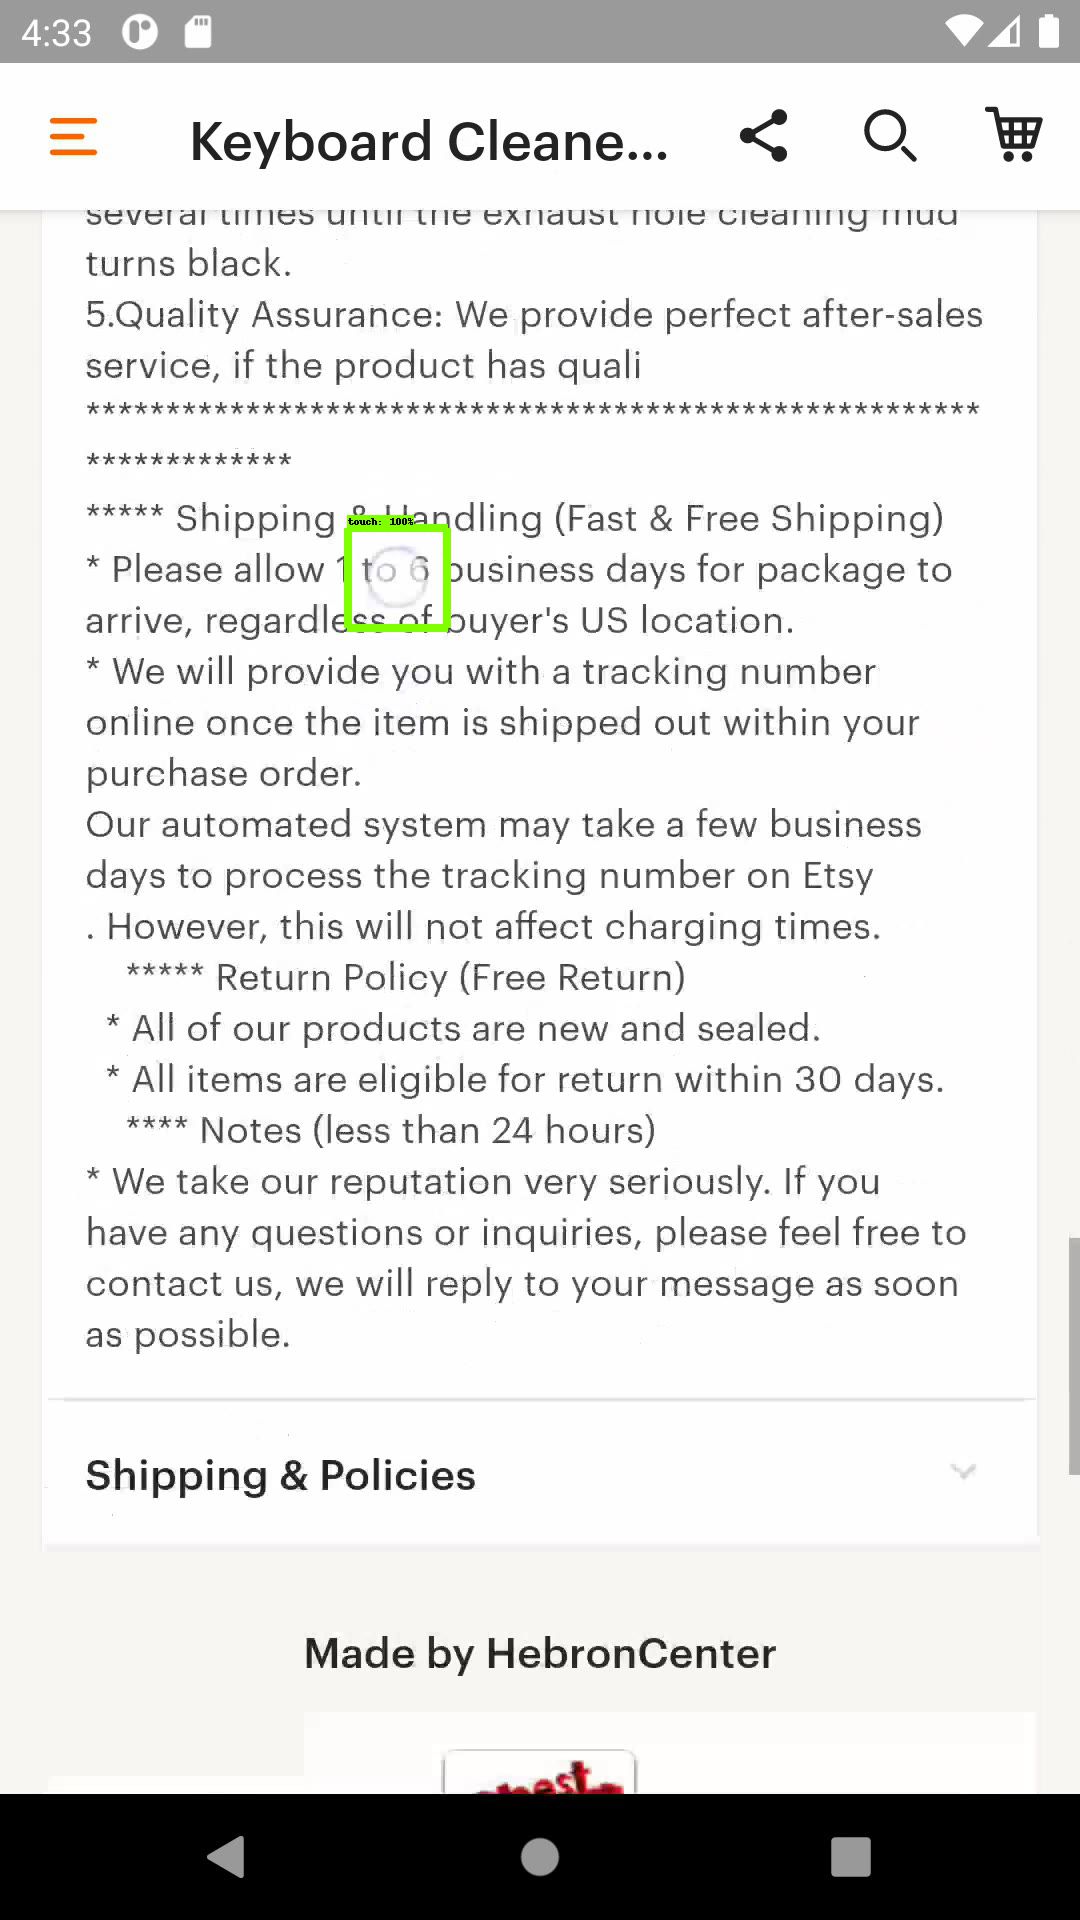 4:33
Keyboard Cleane...
several times until the exhaust hole cleaning mud
turns black.
5.Quality Assurance: We provide perfect after-sales
service, if the product has quali
********************************************************
*************
***** Shipping & Handling (Fast & Free Shipping)
touch: 100%
* Please allow 1 to 6 business days for package to
arrive, regardless of buyer's US location.
* We will provide you with a tracking number
online once the item is shipped out within your
purchase order.
Our automated system may take a few business
days to process the tracking number on Etsy
. However, this will not affect charging times.
***** Return Policy (Free Return)
* All of our products are new and sealed.
* All items are eligible for return within 30 days.
**** Notes (less than 24 hours)
* We take our reputation very seriously. If you
have any questions or inquiries, please feel free to
contact us, we will reply to your message as soon
as possible.
Shipping & Policies
Made by HebronCenter